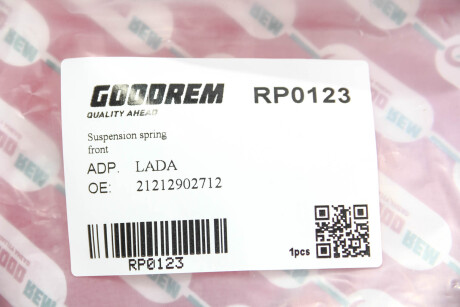 GOODREM RP0123
QUALITY AHEAD
Suspension spring
front
ADP. LADA
OE: 21212902712
RP0123
1pcs